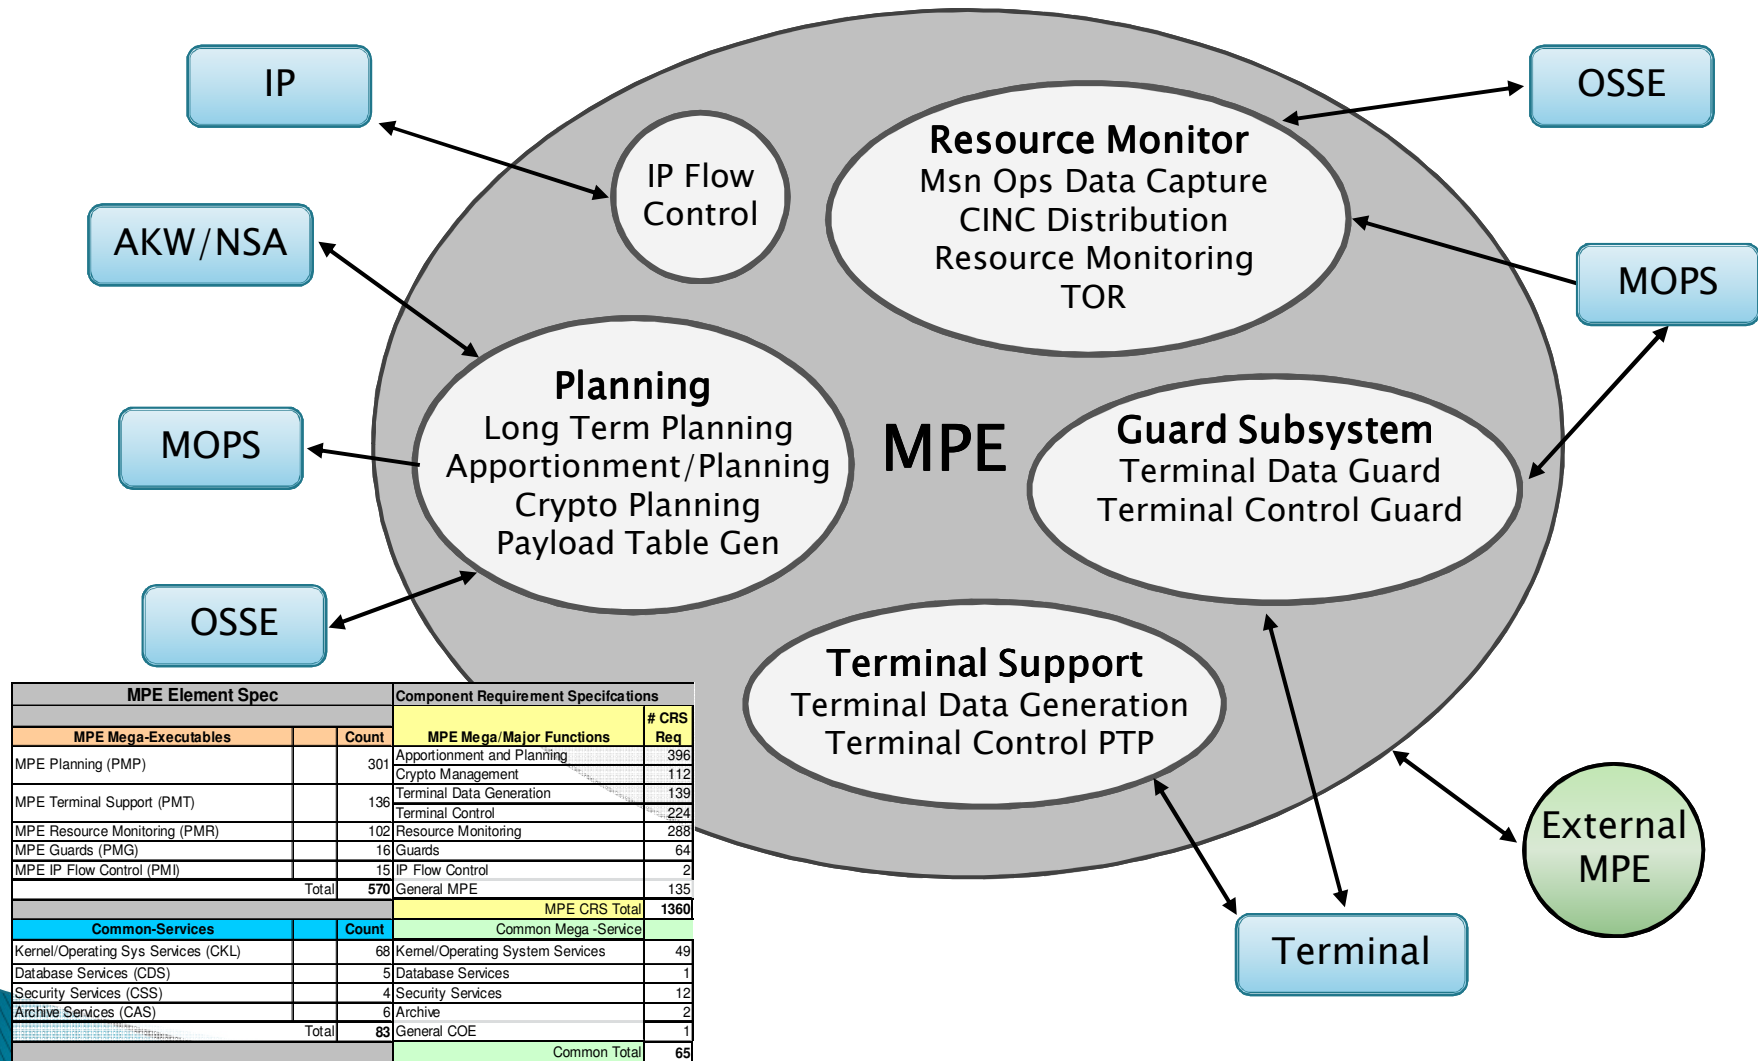 IP
OSSE
Resource Monitor
Msn Ops Data Capture
CINC Distribution
Resource Monitoring
TOR
IP Flow
Control
AKW/NSA
MOPS
Planning
Long Term Planning
Apportionment/Planning
Crypto Planning
Payload Table Gen
MPE
Guard Subsystem
Terminal Data Guard
Terminal Control Guard
MOPS
OSSE
Terminal Support
Terminal Data Generation
Terminal Control PTP
External
MPE
Terminal
MPE Element Spec Component Requirement Specifcations
MPE Mega-Executables Count MPE Mega/Major Functions # CRS Req
MPE Planning (PMP) 301 Apportionment and Planning 396
Crypto Management 112
MPE Terminal Support (PMT) 136 Terminal Data Generation 139
Terminal Control 224
MPE Resource Monitoring (PMR) 102 Resource Monitoring 288
MPE Guards (PMG) 16 Guards 64
MPE IP Flow Control (PMI) 15 IP Flow Control 2
Total 570 General MPE 135
MPE CRS Total 1360
Common-Services Count Common Mega -Service
Kernel/Operating Sys Services (CKL) 68 Kernel/Operating System Services 49
Database Services (CDS) 5 Database Services 1
Security Services (CSS) 4 Security Services 12
Archive Services (CAS) 6 Archive 2
Total 83 General COE 1
Common Total 65